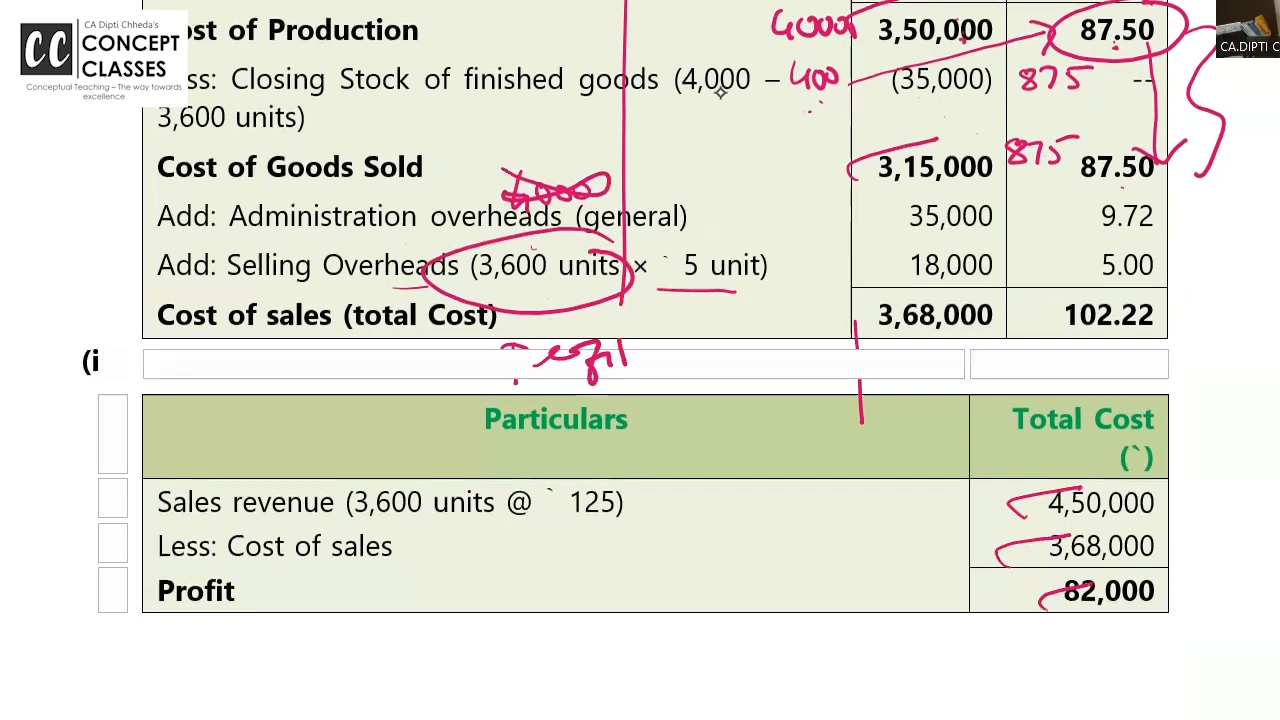 CA Dipti Chheda's
CC CONCEPT CLASSES
Conceptual Teaching – The way towards excellence
CA.DIPTI C
ost of Production 4000 3,50,000 87.50
ss: Closing Stock of finished goods (4,000 – 400 (35,000) 875 --
3,600 units)
Cost of Goods Sold 3,15,000 875 87.50
4000
Add: Administration overheads (general) 35,000 9.72
Add: Selling Overheads (3,600 units × ` 5 unit) 18,000 5.00
Cost of sales (total Cost) 3,68,000 102.22
(i
Particulars Total Cost
(`)
Sales revenue (3,600 units @ ` 125) 4,50,000
Less: Cost of sales 3,68,000
Profit 82,000